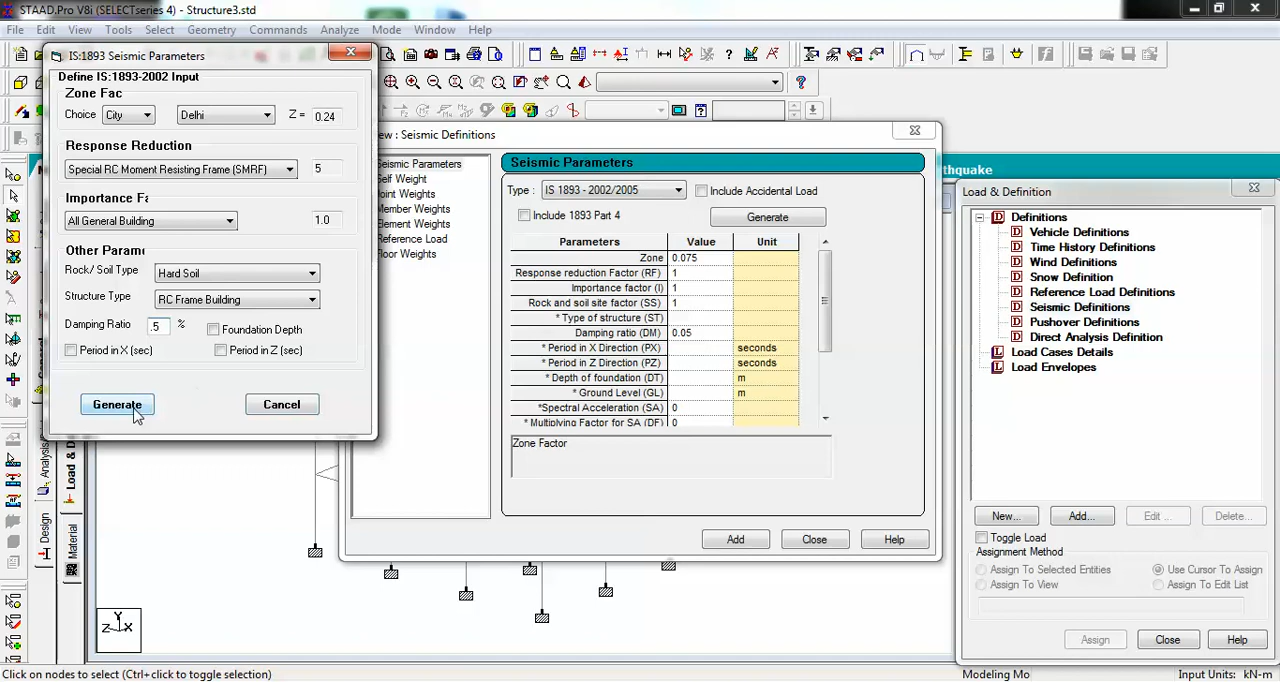 STAAD.Pro V8i (SELECTseries 4) - Structure3.std
File Edit View Tools Select Geometry Commands Analyze Mode Window Help
IS:1893 Seismic Parameters
Define IS:1893-2002 Input
Zone Fac
Choice City Delhi Z = 0.24
Response Reduction
Special RC Moment Resisting Frame (SMRF) 5
Importance Fa
All General Building 1.0
Other Parame
Rock/ Soil Type Hard Soil
Structure Type RC Frame Building
Damping Ratio .5 % Foundation Depth
Period in X (sec) Period in Z (sec)
Generate Cancel
ew : Seismic Definitions
Seismic Parameters
Self Weight
Joint Weights
Member Weights
Element Weights
Reference Load
Floor Weights
Seismic Parameters
Type : IS 1893 - 2002/2005 Include Accidental Load
Include 1893 Part 4 Generate
Parameters Value Unit
Zone 0.075
Response reduction Factor (RF) 1
Importance factor (I) 1
Rock and soil site factor (SS) 1
* Type of structure (ST)
Damping ratio (DM) 0.05
* Period in X Direction (PX) seconds
* Period in Z Direction (PZ) seconds
* Depth of foundation (DT) m
* Ground Level (GL) m
*Spectral Acceleration (SA) 0
* Multiplying Factor for SA (DF) 0
Zone Factor
Add Close Help
hquake
Load & Definition
Definitions
Vehicle Definitions
Time History Definitions
Wind Definitions
Snow Definition
Reference Load Definitions
Seismic Definitions
Pushover Definitions
Direct Analysis Definition
Load Cases Details
Load Envelopes
New... Add... Edit ... Delete...
Toggle Load
Assignment Method
Assign To Selected Entities Use Cursor To Assign
Assign To View Assign To Edit List
Assign Close Help
Analysis
Load & D
Design
Material
Y
Z X
Click on nodes to select (Ctrl+click to toggle selection) Modeling Mo Input Units: kN-m